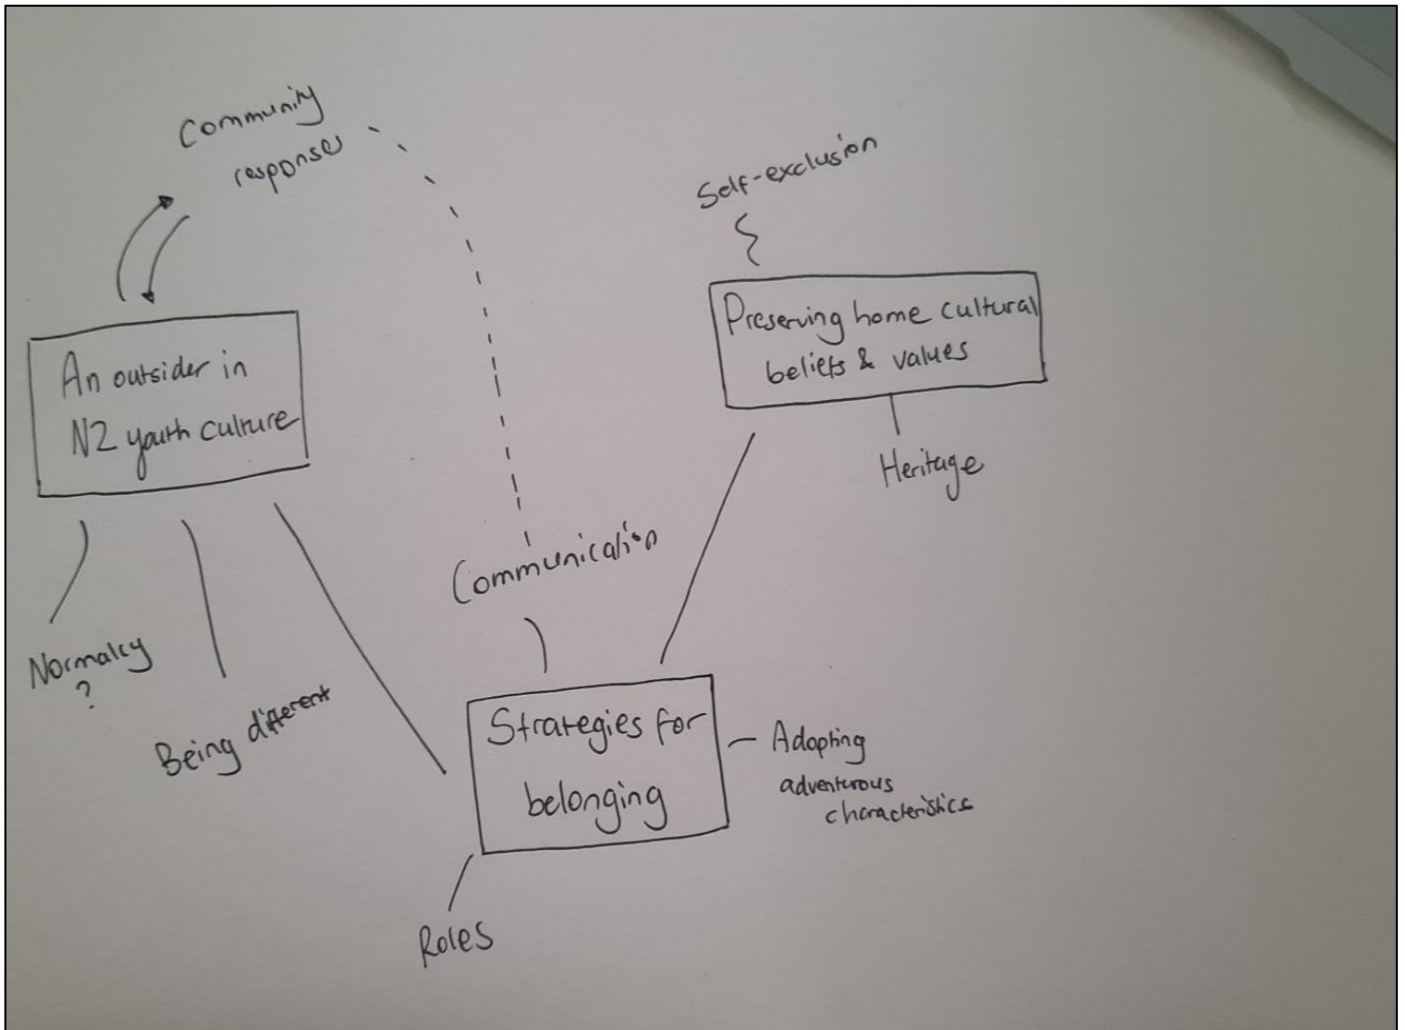 Community
response
Self-exclusion
An outsider in
NZ youth culture
Preserving home cultural
beliefs & values
Heritage
Communication
Normalcy
?
Being different
Strategies for
belonging
Adopting
adventurous
characteristics
Roles